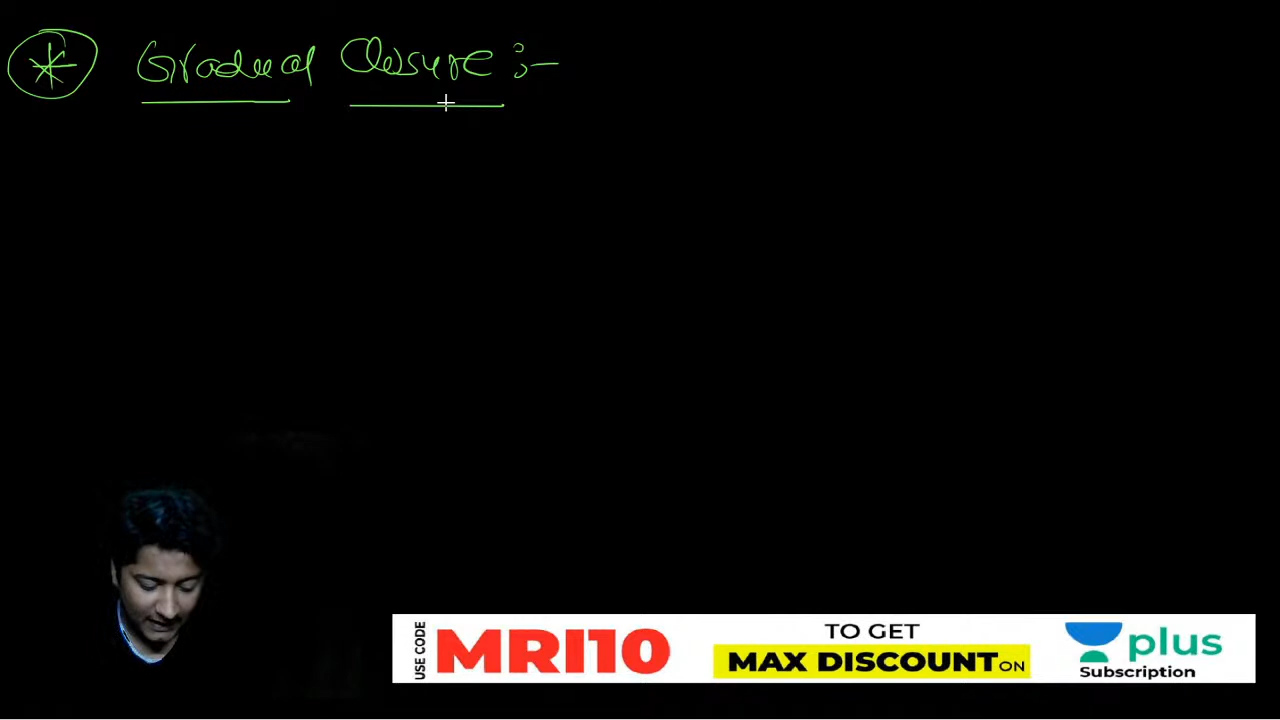 * Gradual Closure :-
USE CODE MRI10 TO GET MAX DISCOUNT ON plus Subscription